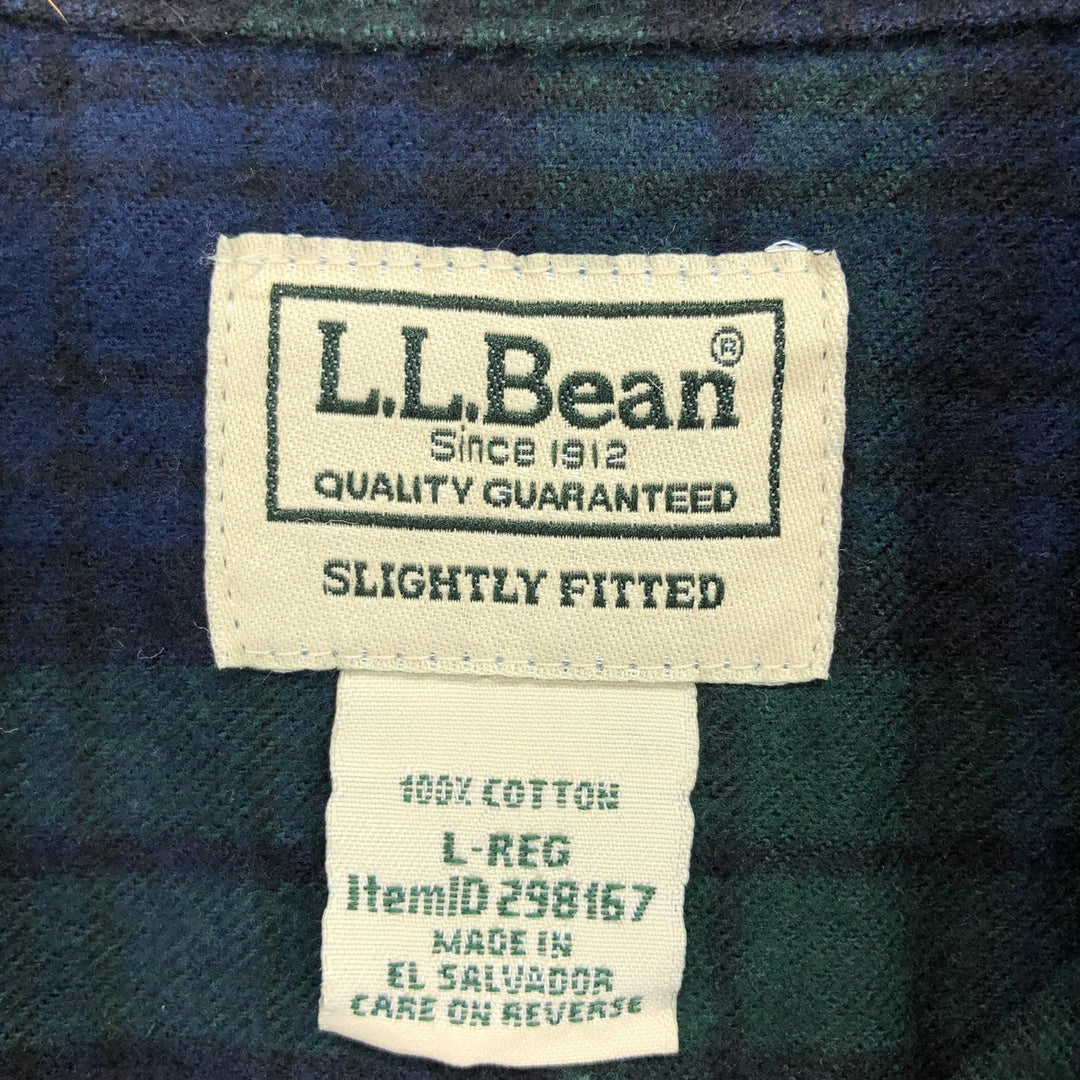 L.L.Bean®
Since 1912
QUALITY GUARANTEED
SLIGHTLY FITTED
100% COTTON
L-REG
ItemID 298167
MADE IN
EL SALVADOR
CARE ON REVERSE